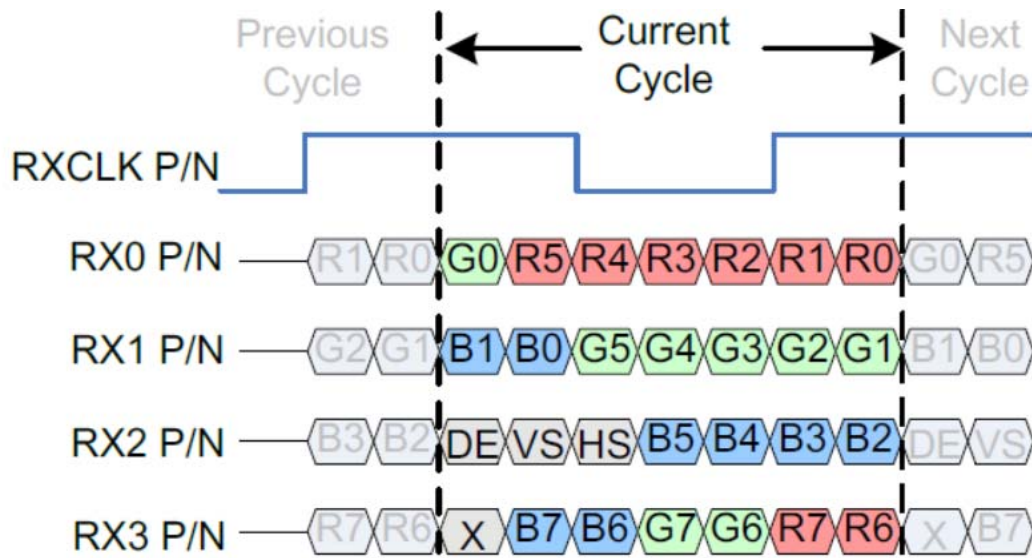 Previous Cycle
Current Cycle
Next Cycle
RXCLK P/N
RX0 P/N R1 R0 G0 R5 R4 R3 R2 R1 R0 G0 R5
RX1 P/N G2 G1 B1 B0 G5 G4 G3 G2 G1 B1 B0
RX2 P/N B3 B2 DE VS HS B5 B4 B3 B2 DE VS
RX3 P/N R7 R6 X B7 B6 G7 G6 R7 R6 X B7